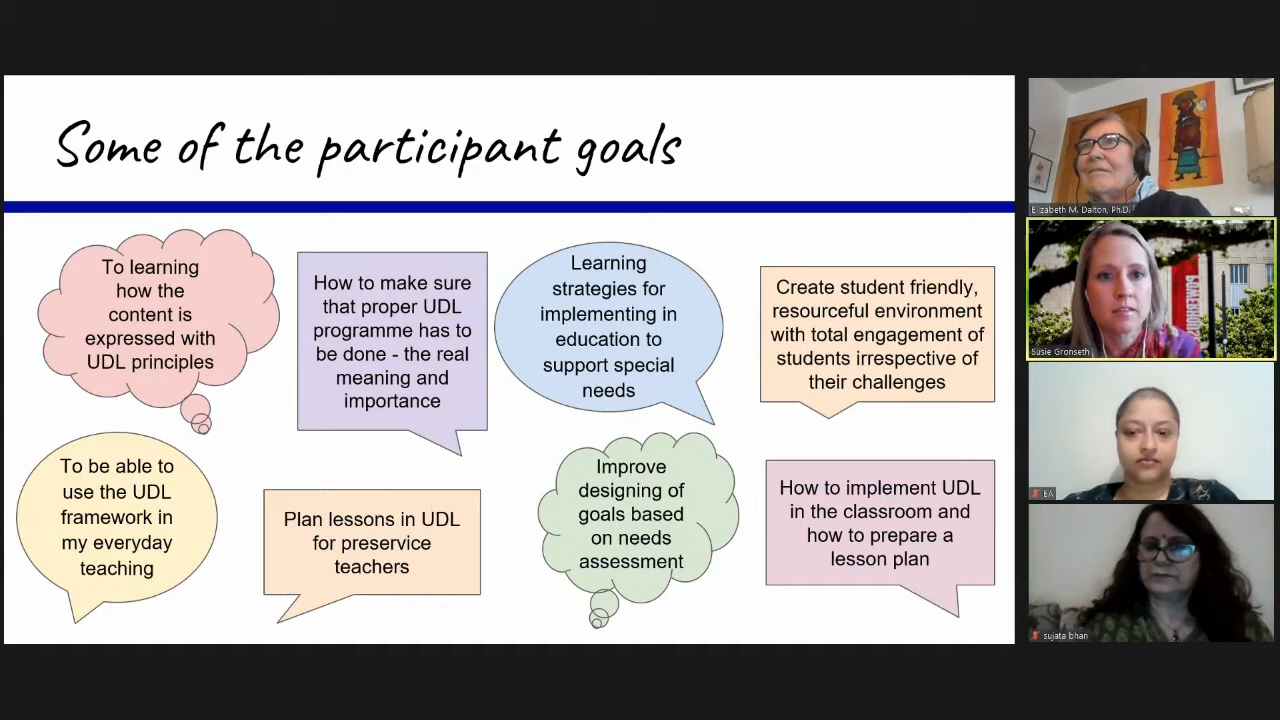 Some of the participant goals
To learning
how the
content is
expressed with
UDL principles
How to make sure
that proper UDL
programme has to
be done - the real
meaning and
importance
Learning
strategies for
implementing in
education to
support special
needs
Create student friendly,
resourceful environment
with total engagement of
students irrespective of
their challenges
To be able to
use the UDL
framework in
my everyday
teaching
Plan lessons in UDL
for preservice
teachers
Improve
designing of
goals based
on needs
assessment
How to implement UDL
in the classroom and
how to prepare a
lesson plan
Elizabeth M. Dalton, Ph.D.
Susie Gronseth
EA
sujata bhan